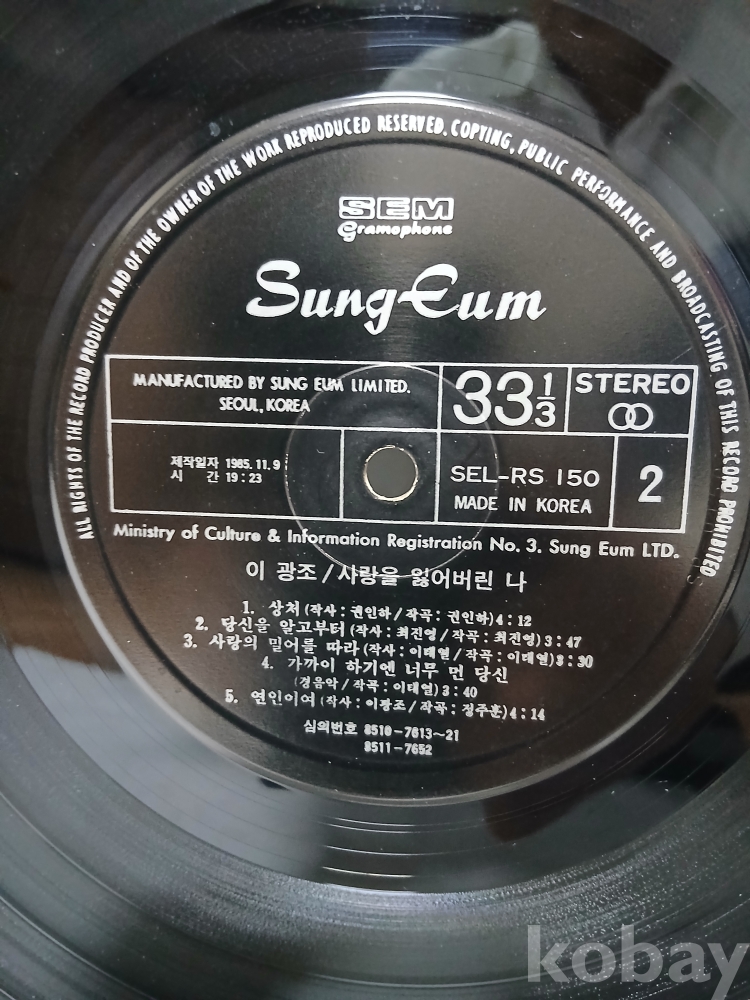 ALL RIGHTS OF THE RECORD PRODUCER AND OF THE OWNER OF THE WORK REPRODUCED RESERVED. COPYING, PUBLIC PERFORMANCE AND BROADCASTING OF THIS RECORD PROHIBITED
SEM
Gramophone
Sung Eum
MANUFACTURED BY SUNG EUM LIMITED.
SEOUL, KOREA
33 1/3
STEREO
제작일자 1985.11.9
시 간 19:23
SEL-RS 150
MADE IN KOREA
2
Ministry of Culture & Information Registration No. 3. Sung Eum LTD.
이 광조/사랑을 잃어버린 나
1. 상처 (작사:권인하/작곡:권인하) 4:12
2. 당신을 알고부터 (작사:최진영/작곡:최진영) 3:47
3. 사랑의 밀어를 따라 (작사:이태열/작곡:이태열) 3:30
4. 가까이 하기엔 너무 먼 당신
(경음악/작곡:이태열) 3:40
5. 연인이여 (작사:이광조/작곡:정주훈) 4:14
심의번호 8510-7613~21
8511-7652
kobay